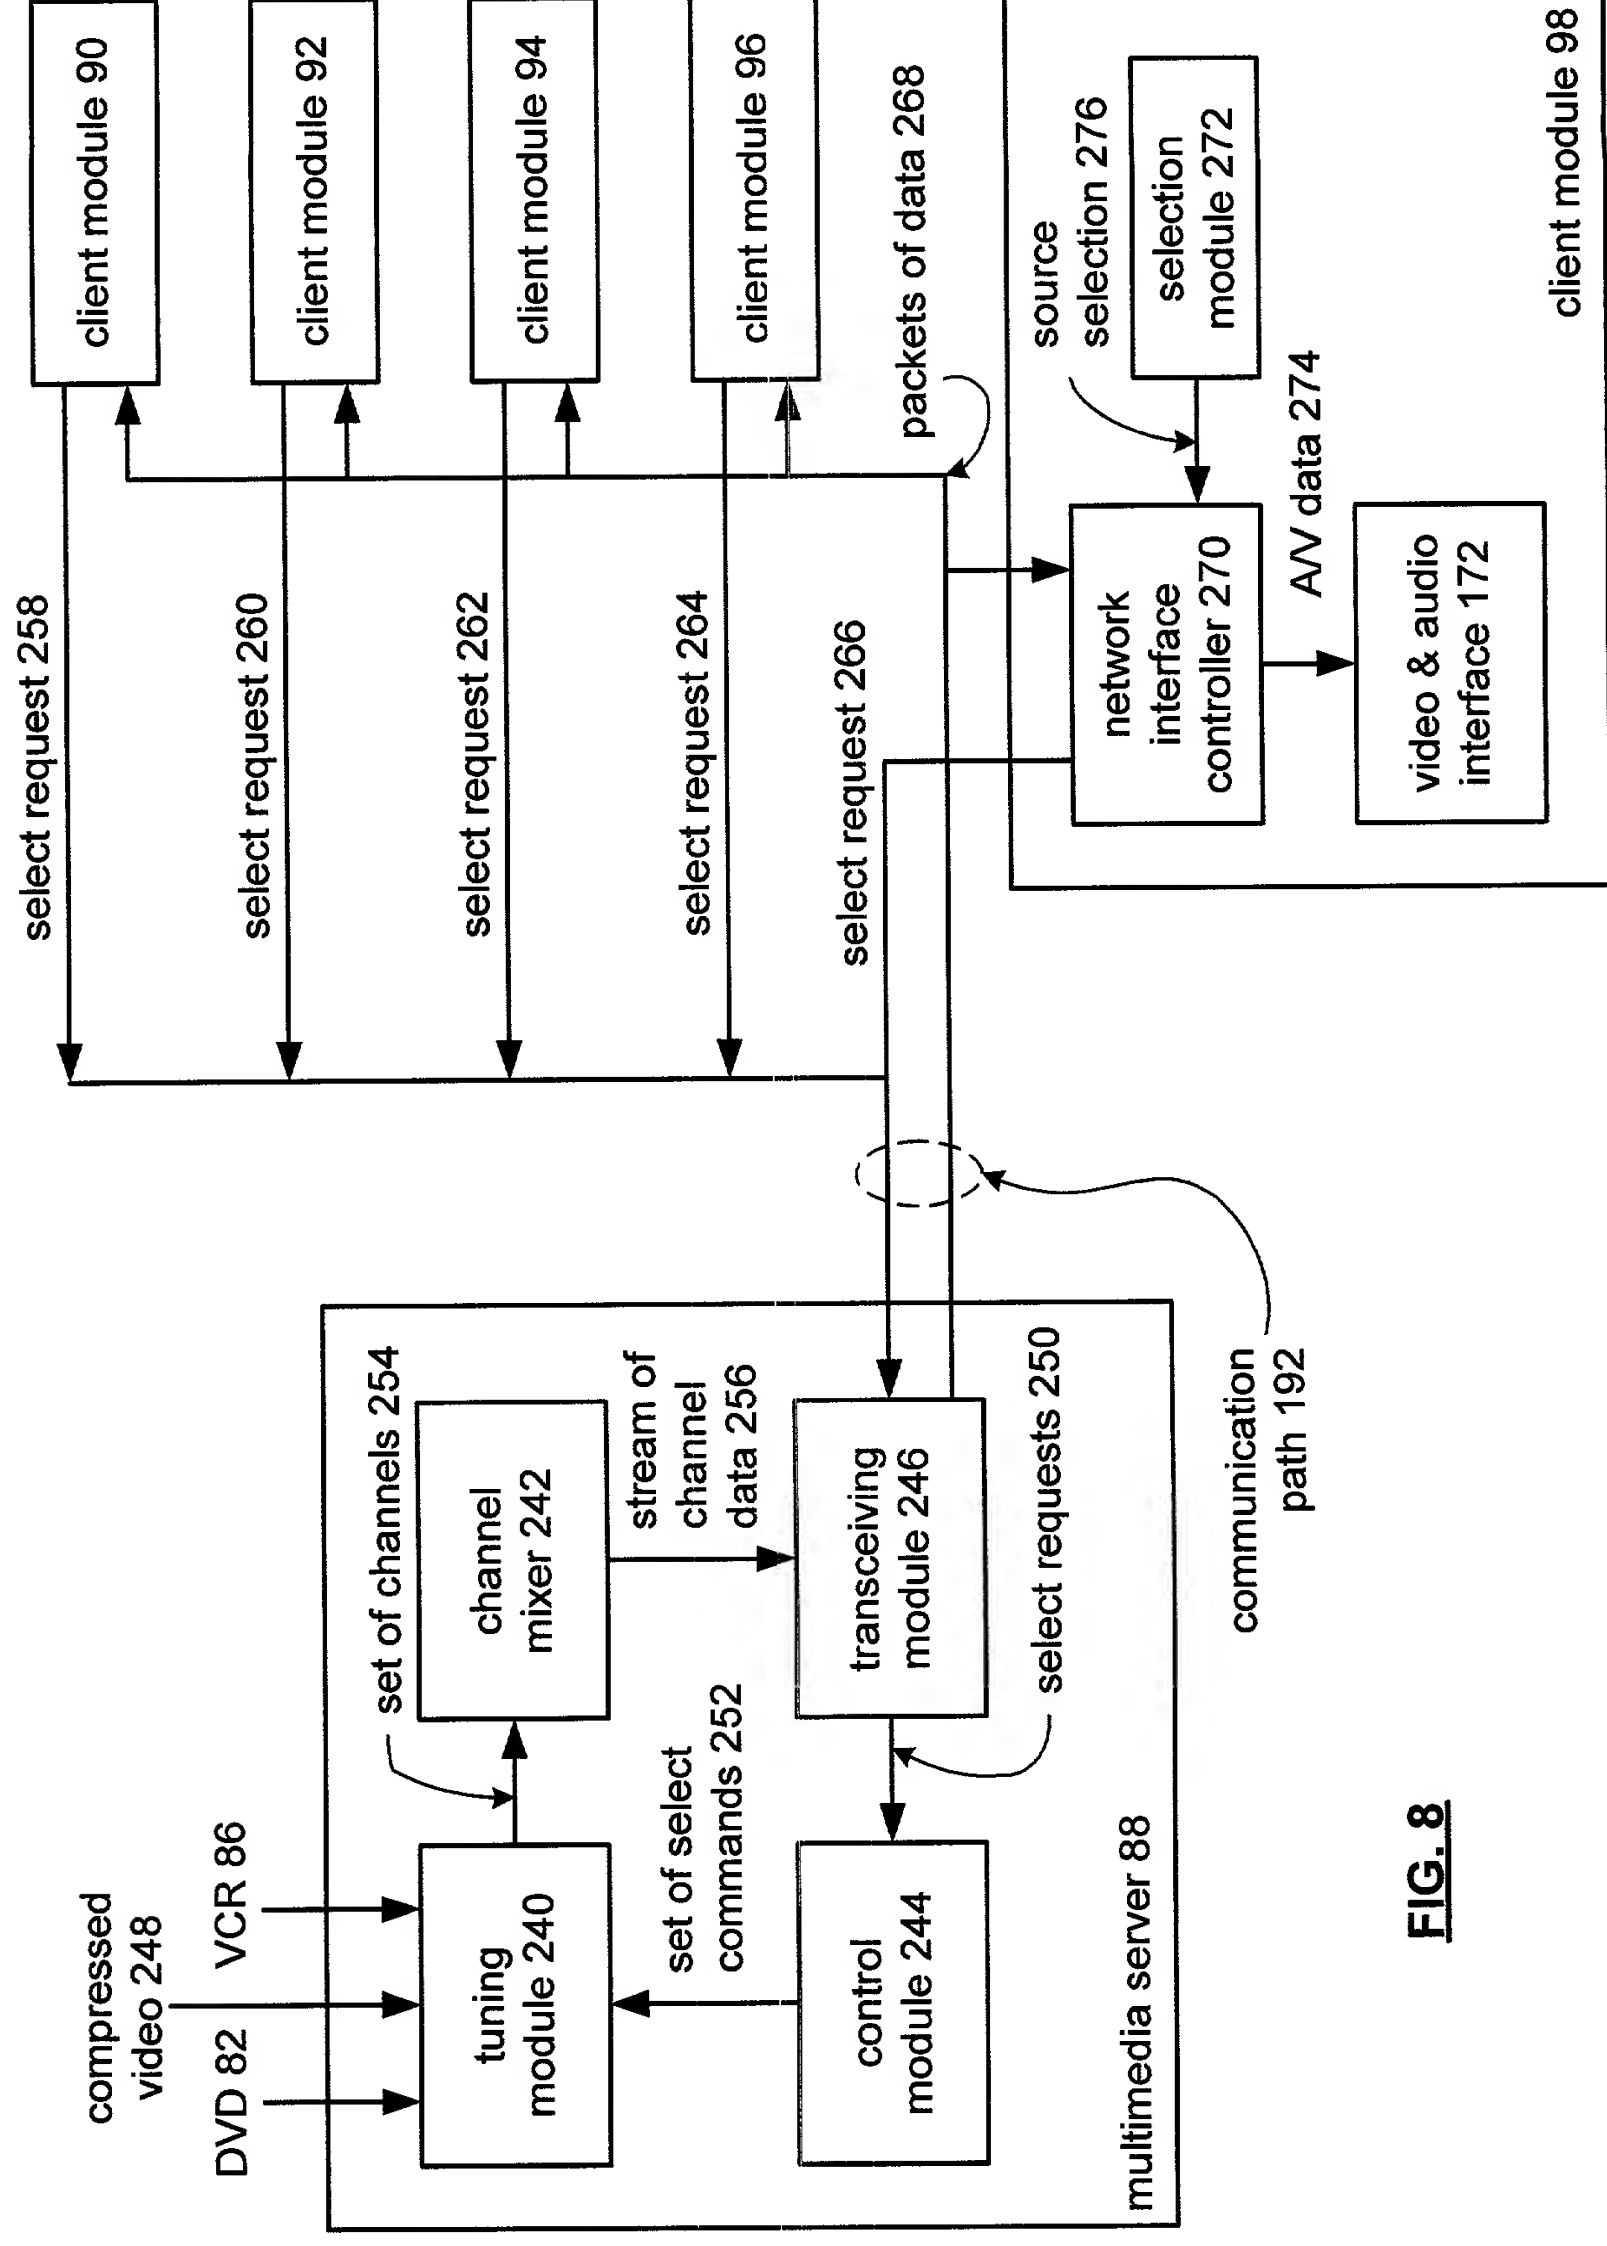 compressed
video 248
DVD 82
VCR 86
set of channels 254
tuning
module 240
channel
mixer 242
set of select
commands 252
stream of
channel
data 256
control
module 244
transceiving
module 246
select requests 250
multimedia server 88
communication
path 192
select request 258
client module 90
select request 260
client module 92
select request 262
client module 94
select request 264
client module 96
select request 266
packets of data 268
source
selection 276
network
interface
controller 270
selection
module 272
A/V data 274
video & audio
interface 172
client module 98
FIG. 8